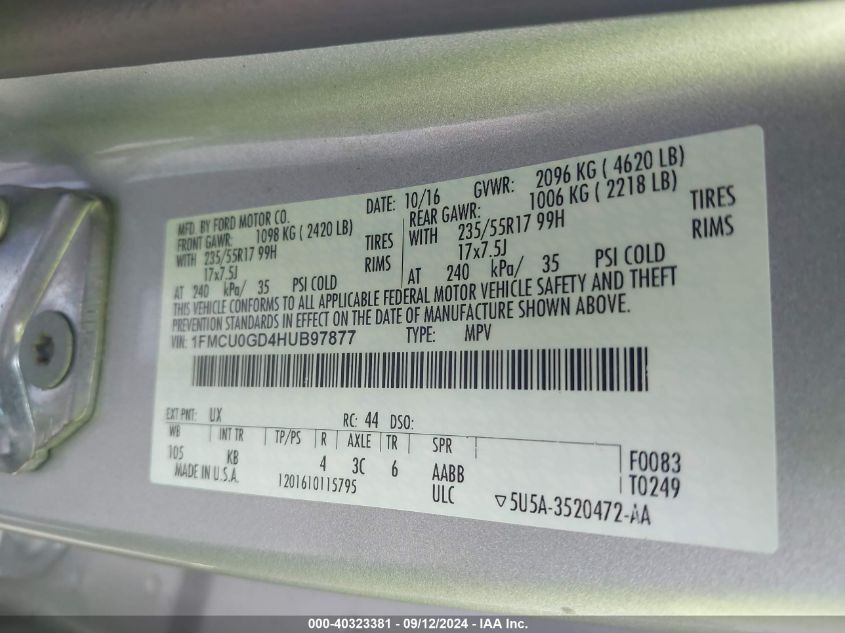 MFD. BY FORD MOTOR CO. DATE: 10/16 GVWR: 2096 KG ( 4620 LB)
FRONT GAWR: 1098 KG ( 2420 LB) REAR GAWR: 1006 KG ( 2218 LB)
WITH 235/55R17 99H TIRES WITH 235/55R17 99H TIRES
17x7.5J RIMS 17x7.5J RIMS
AT 240 kPa/ 35 PSI COLD AT 240 kPa/ 35 PSI COLD
THIS VEHICLE CONFORMS TO ALL APPLICABLE FEDERAL MOTOR VEHICLE SAFETY AND THEFT
PREVENTION STANDARDS IN EFFECT ON THE DATE OF MANUFACTURE SHOWN ABOVE.
VIN: 1FMCU0GD4HUB97877 TYPE: MPV
EXT PNT: UX RC: 44 DSO:
WB INT TR TP/PS R AXLE TR SPR
105 KB 4 3C 6 AABB F0083
MADE IN U.S.A. 1201610115795 ULC T0249
5U5A-3520472-AA
000-40323381 - 09/12/2024 - IAA Inc.